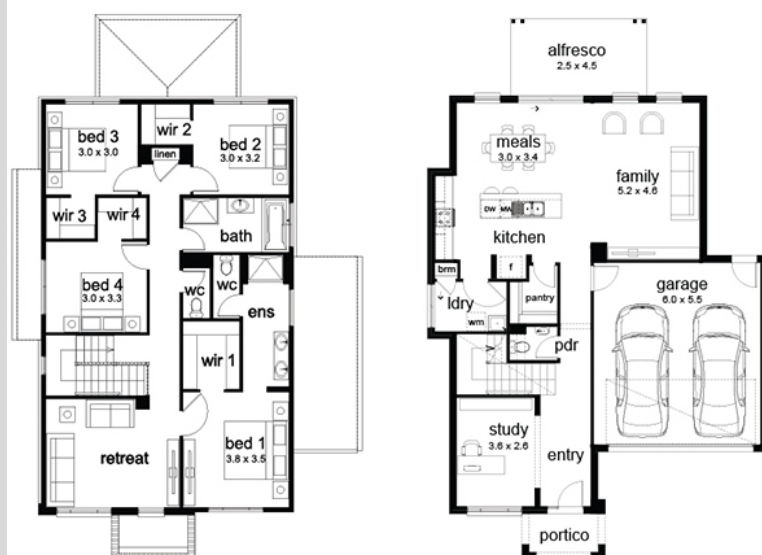 bed 3
3.0 x 3.0
wir 2
linen
bed 2
3.0 x 3.2
wir 3
wir 4
bath
bed 4
3.0 x 3.3
wc
wc
ens
wir 1
retreat
bed 1
3.8 x 3.5
alfresco
2.5 x 4.5
meals
3.0 x 3.4
family
5.2 x 4.6
DW
MW
kitchen
brm
f
ldry
pantry
wm
garage
6.0 x 5.5
pdr
study
3.6 x 2.6
entry
portico